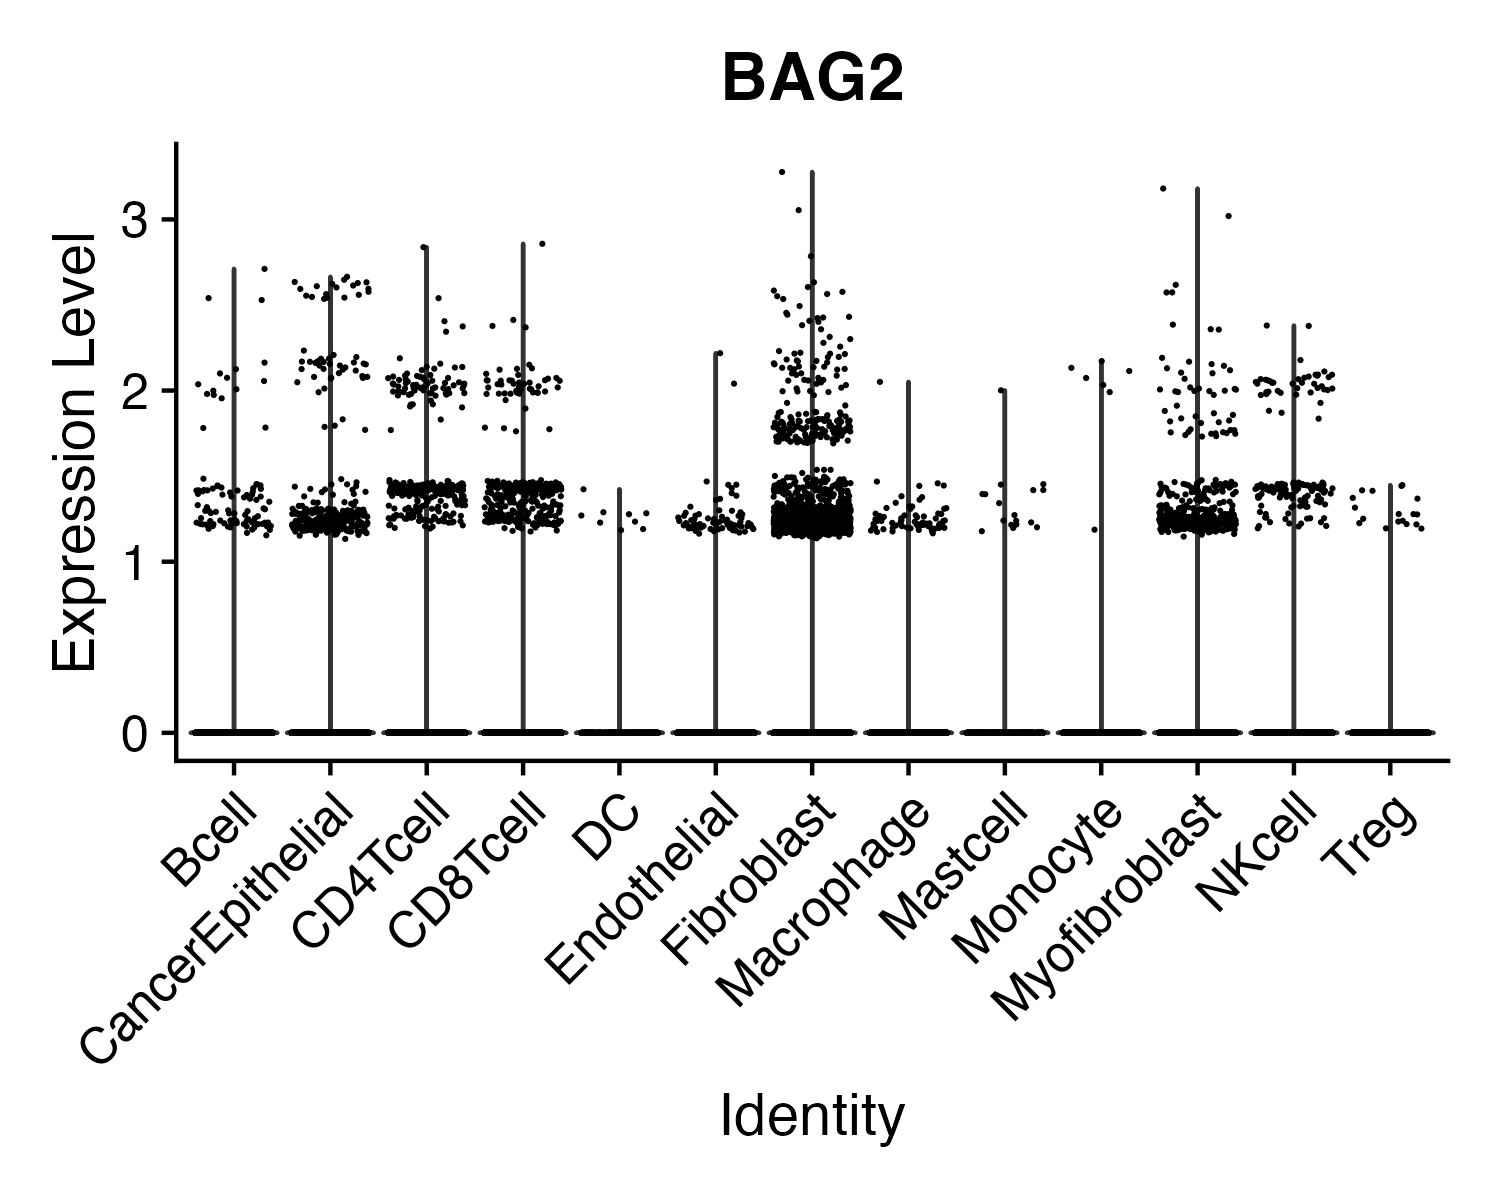 BAG2
Expression Level
3
2
1
0
Bcell
CancerEpithelial
CD4Tcell
CD8Tcell
DC
Endothelial
Fibroblast
Macrophage
Mastcell
Monocyte
Myofibroblast
NKcell
Treg
Identity